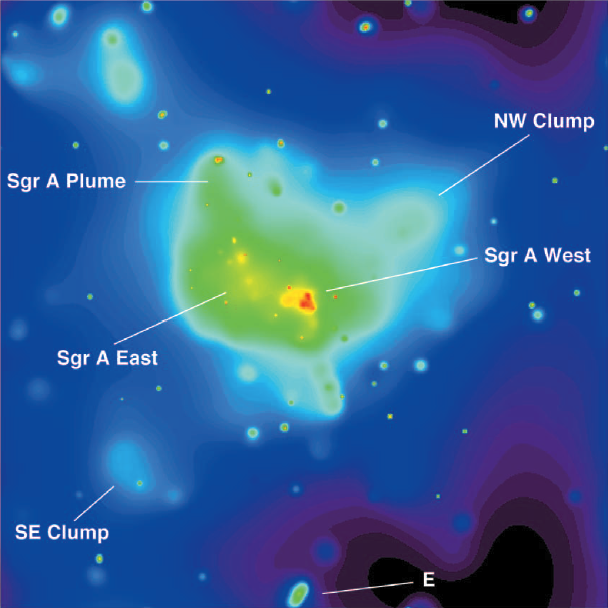 NW Clump
Sgr A Plume
Sgr A West
Sgr A East
SE Clump
E